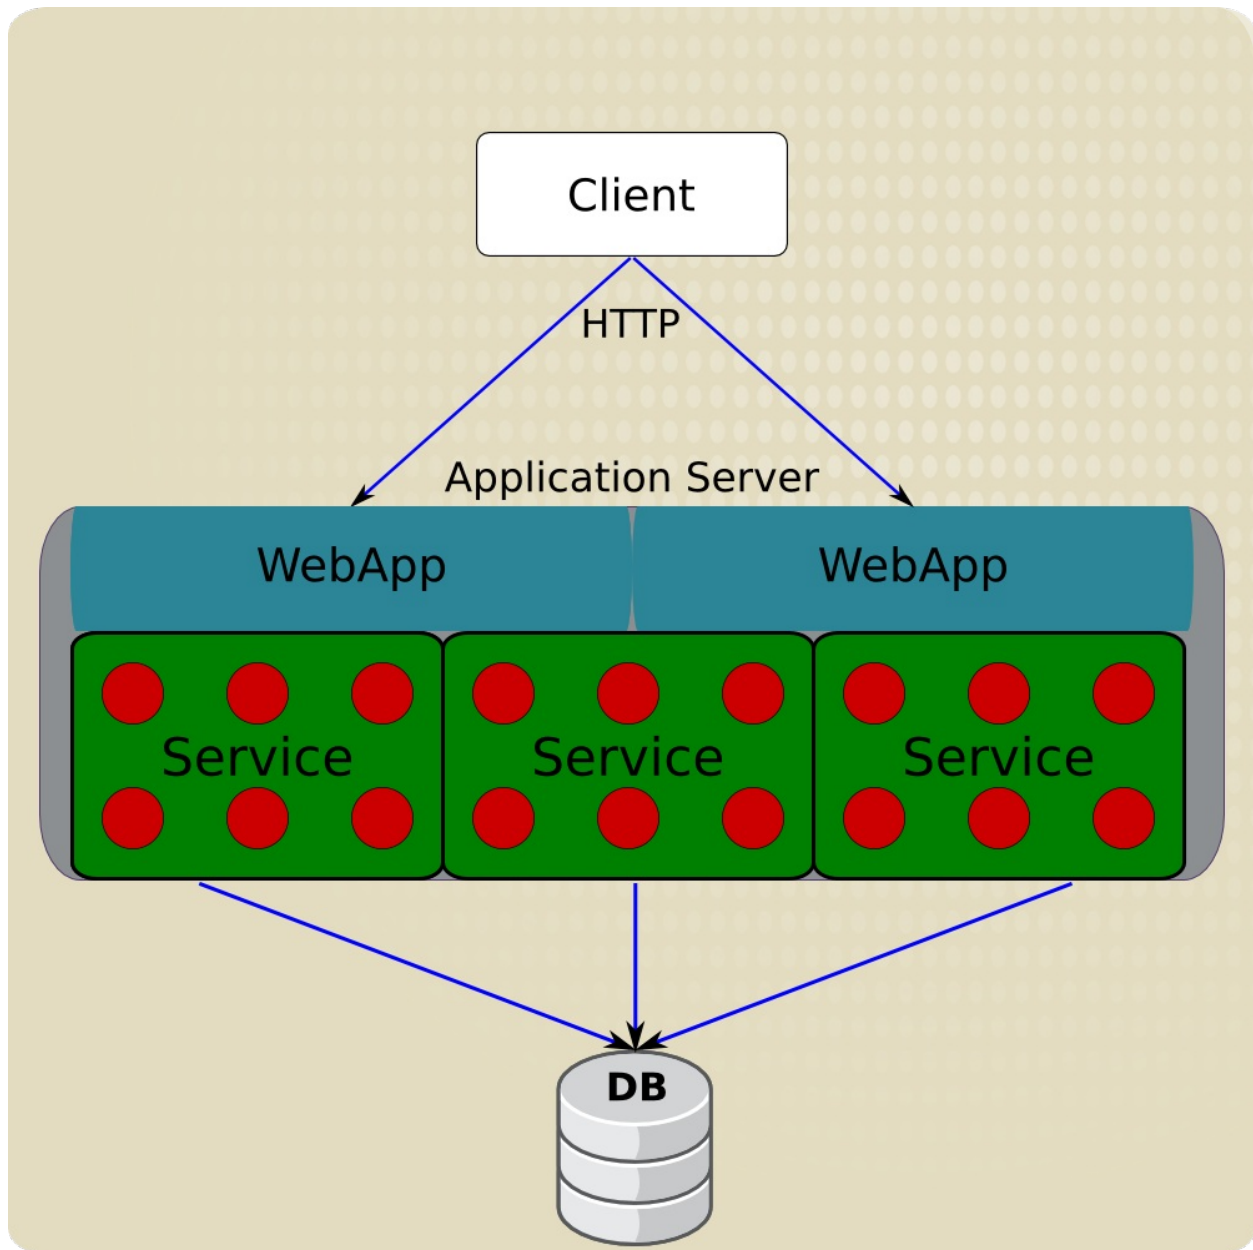 Client
HTTP
Application Server
WebApp WebApp
Service Service Service
DB